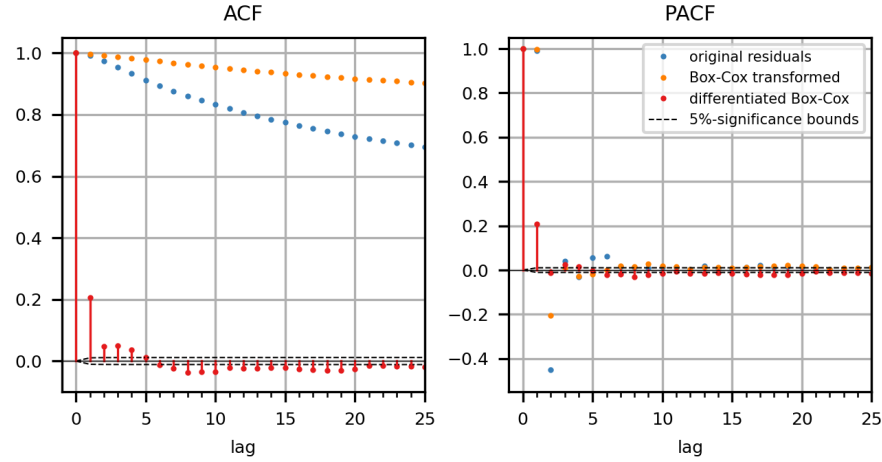 ACF
1.0
0.8
0.6
0.4
0.2
0.0
0 5 10 15 20 25
lag
PACF
1.0
0.8
0.6
0.4
0.2
0.0
−0.2
−0.4
original residuals
Box-Cox transformed
differentiated Box-Cox
5%-significance bounds
0 5 10 15 20 25
lag